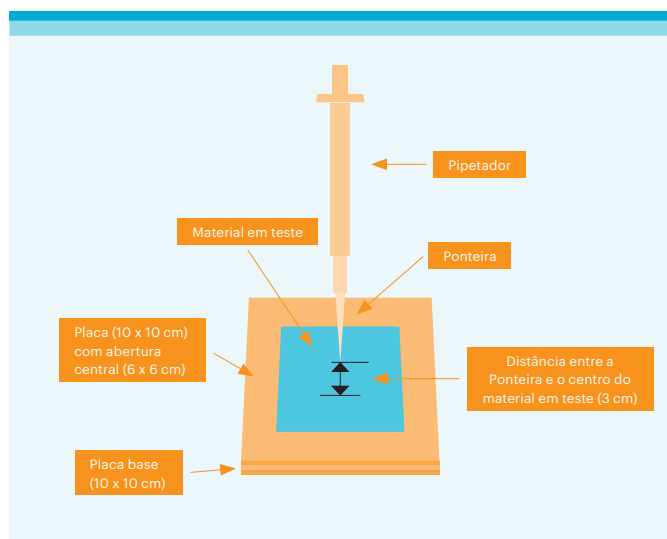 Pipetador
Material em teste
Ponteira
Placa (10 x 10 cm)
com abertura
central (6 x 6 cm)
Distância entre a
Ponteira e o centro do
material em teste (3 cm)
Placa base
(10 x 10 cm)